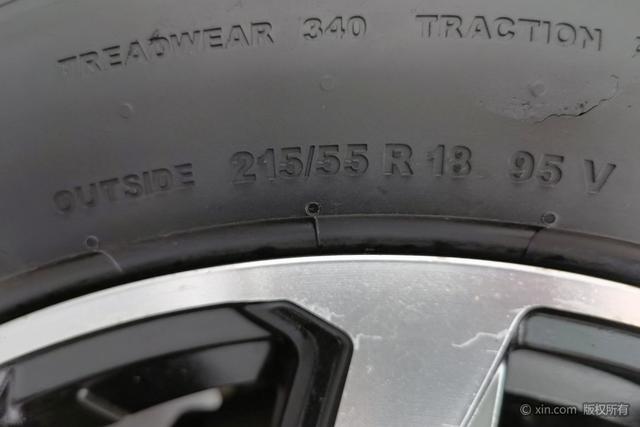 TREADWEAR 340 TRACTION
OUTSIDE 215/55 R 18 95 V
© xin.com 版权所有